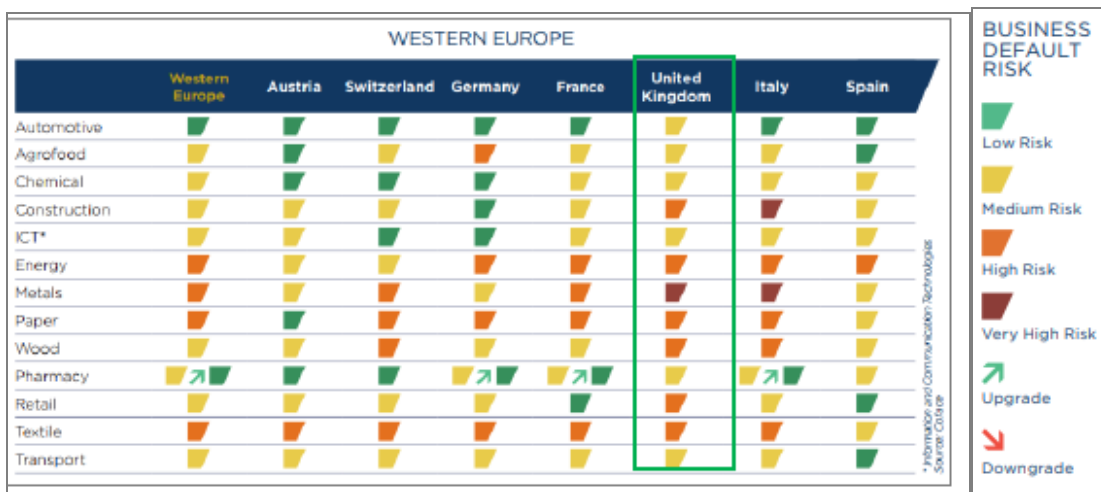 WESTERN EUROPE
Western
Europe
Austria
Switzerland
Germany
France
United
Kingdom
Italy
Spain
Automotive
Agrofood
Chemical
Construction
ICT*
Energy
Metals
Paper
Wood
Pharmacy
Retail
Textile
Transport
* Information and Communication Technologies
Source: Coface
BUSINESS
DEFAULT
RISK
Low Risk
Medium Risk
High Risk
Very High Risk
Upgrade
Downgrade